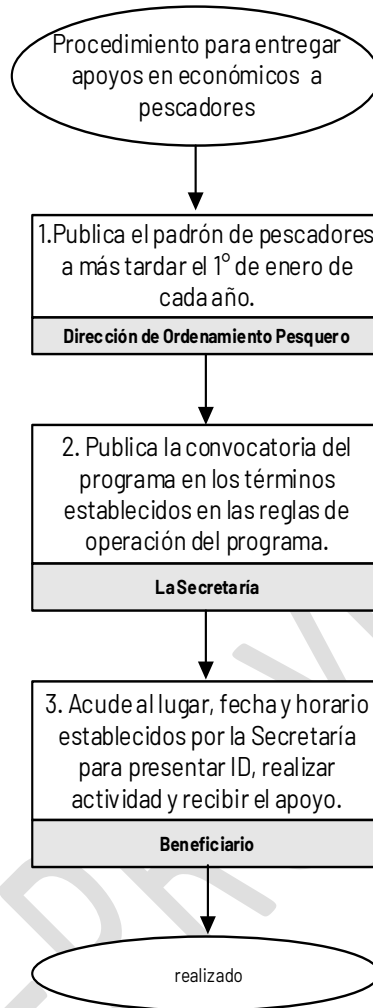 Procedimiento para entregar
apoyos en económicos a
pescadores
1.Publica el padrón de pescadores
a más tardar el 1° de enero de
cada año.
Dirección de Ordenamiento Pesquero
2. Publica la convocatoria del
programa en los términos
establecidos en las reglas de
operación del programa.
La Secretaría
3. Acude al lugar, fecha y horario
establecidos por la Secretaría
para presentar ID, realizar
actividad y recibir el apoyo.
Beneficiario
realizado